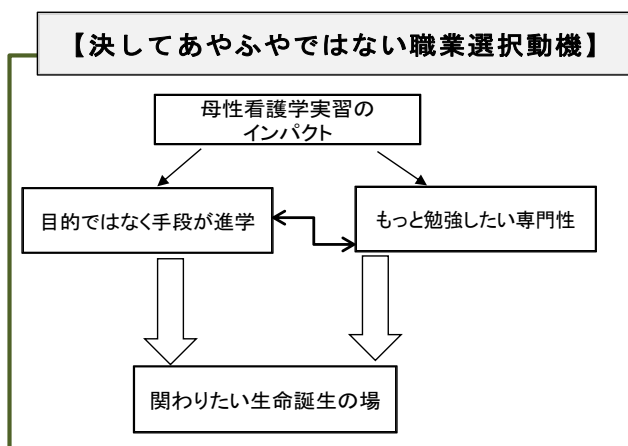 【決してあやふやではない職業選択動機】
母性看護学実習の
インパクト
目的ではなく手段が進学
もっと勉強したい専門性
関わりたい生命誕生の場